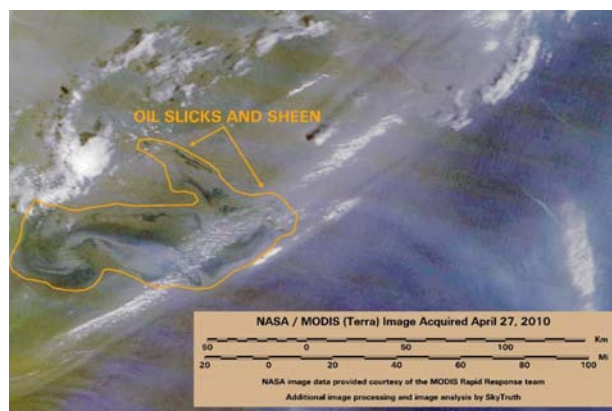 OIL SLICKS AND SHEEN
NASA / MODIS (Terra) Image Acquired April 27, 2010
Km
50 0 50 100
Mi
20 0 20 40 60 80 100
NASA image data provided courtesy of the MODIS Rapid Response team
Additional image processing and image analysis by SkyTruth